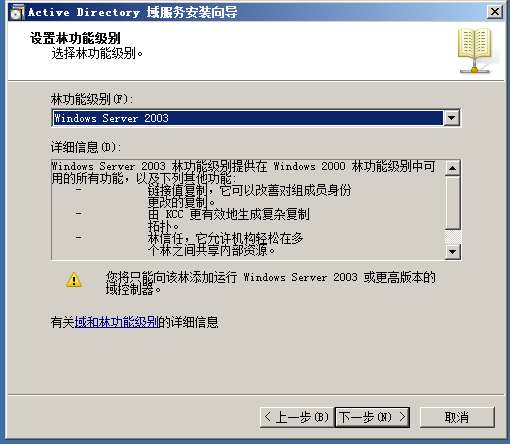 Active Directory 域服务安装向导
设置林功能级别
选择林功能级别。
林功能级别(F):
Windows Server 2003
详细信息(D):
Windows Server 2003 林功能级别提供在 Windows 2000 林功能级别中可
用的所有功能，以及下列其他功能:
- 链接值复制，它可以改善对组成员身份
更改的复制。
- 由 KCC 更有效地生成复杂复制
拓扑。
- 林信任，它允许机构轻松在多
个林之间共享内部资源。
您将只能向该林添加运行 Windows Server 2003 或更高版本的
域控制器。
有关域和林功能级别的详细信息
< 上一步(B) 下一步(N) > 取消